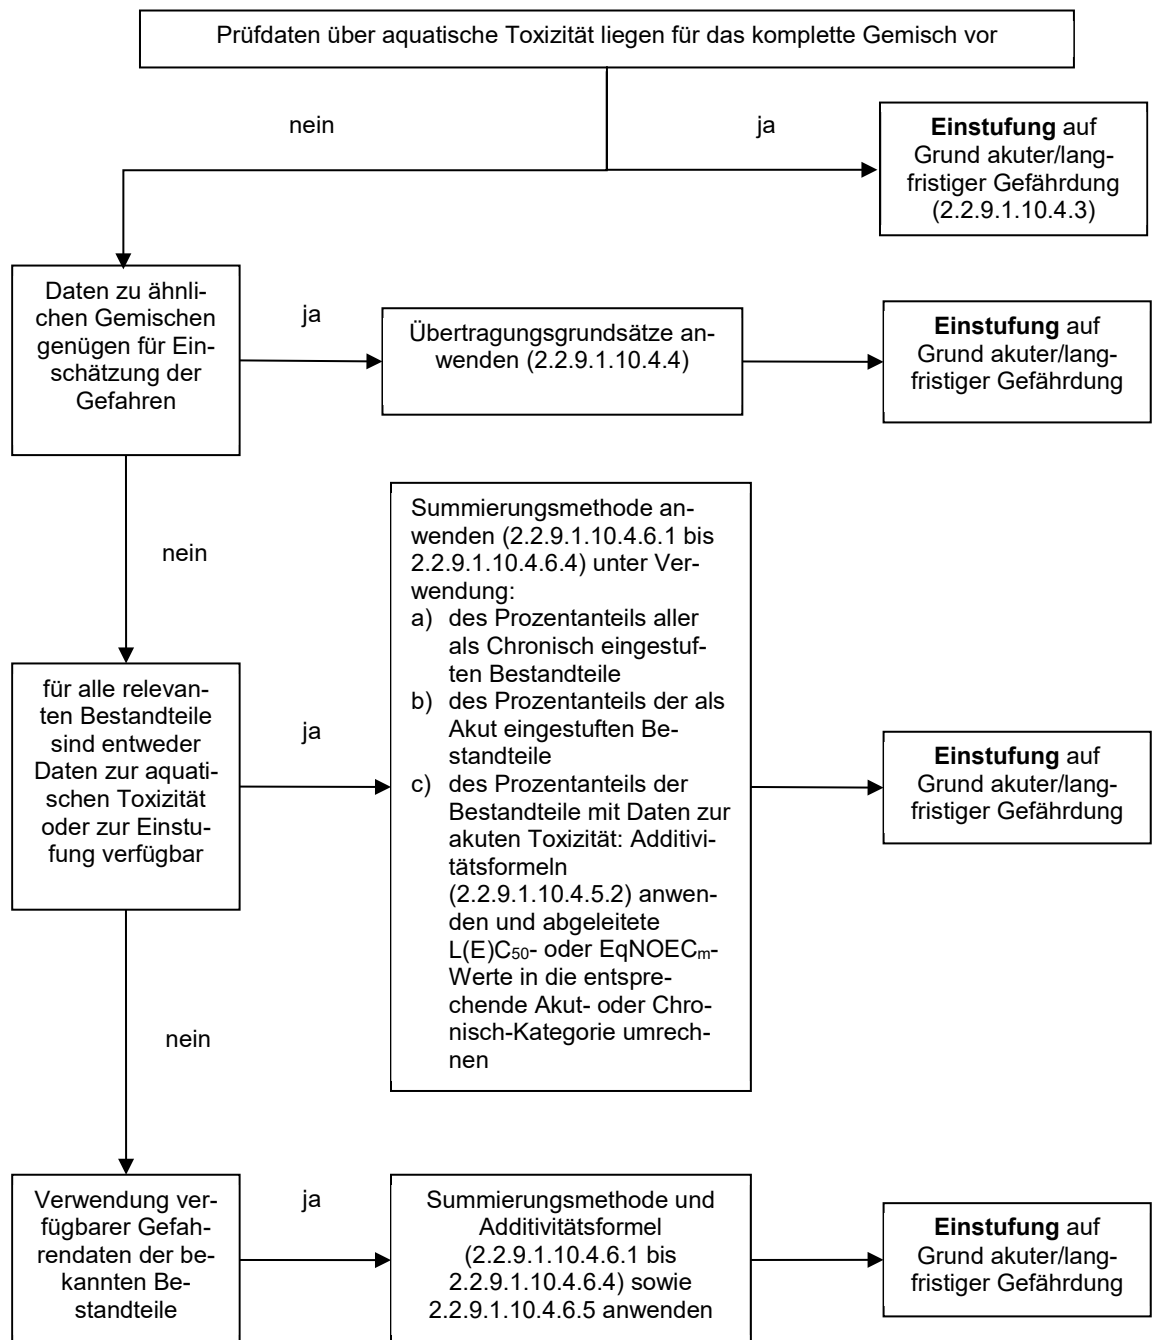 Prüfdaten über aquatische Toxizität liegen für das komplette Gemisch vor
nein
ja
Einstufung auf
Grund akuter/lang-
fristiger Gefährdung
(2.2.9.1.10.4.3)
Daten zu ähnli-
chen Gemischen
genügen für Ein-
schätzung der
Gefahren
ja
Übertragungsgrundsätze an-
wenden (2.2.9.1.10.4.4)
Einstufung auf
Grund akuter/lang-
fristiger Gefährdung
nein
Summierungsmethode an-
wenden (2.2.9.1.10.4.6.1 bis
2.2.9.1.10.4.6.4) unter Ver-
wendung:
a) des Prozentanteils aller
als Chronisch eingestuf-
ten Bestandteile
b) des Prozentanteils der als
Akut eingestuften Be-
standteile
c) des Prozentanteils der
Bestandteile mit Daten zur
akuten Toxizität: Additivi-
tätsformeln
(2.2.9.1.10.4.5.2) anwen-
den und abgeleitete
L(E)C50- oder EqNOECm-
Werte in die entspre-
chende Akut- oder Chro-
nisch-Kategorie umrech-
nen
für alle relevan-
ten Bestandteile
sind entweder
Daten zur aquati-
schen Toxizität
oder zur Einstu-
fung verfügbar
ja
Einstufung auf
Grund akuter/lang-
fristiger Gefährdung
nein
Verwendung ver-
fügbarer Gefah-
rendaten der be-
kannten Be-
standteile
ja
Summierungsmethode und
Additivitätsformel
(2.2.9.1.10.4.6.1 bis
2.2.9.1.10.4.6.4) sowie
2.2.9.1.10.4.6.5 anwenden
Einstufung auf
Grund akuter/lang-
fristiger Gefährdung